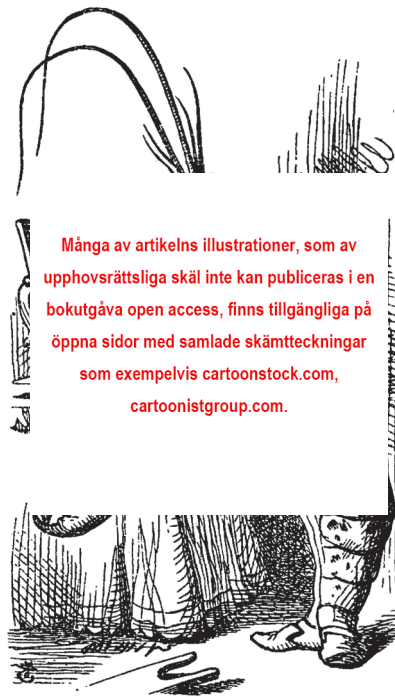 Många av artikelns illustrationer, som av
upphovsrättsliga skäl inte kan publiceras i en
bokutgåva open access, finns tillgängliga på
öppna sidor med samlade skämtteckningar
som exempelvis cartoonstock.com,
cartoonistgroup.com.